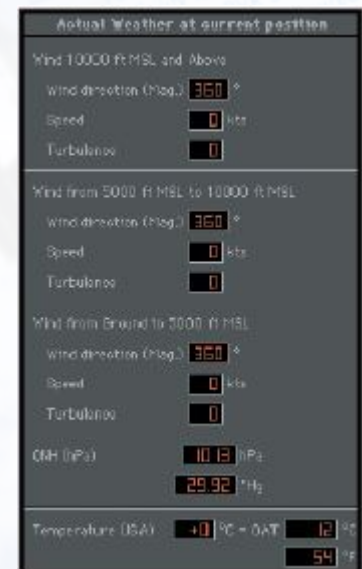 Actual Weather at current position
Wind 10000 ft MSL and Above
Wind direction (Mag.) 360 °
Speed 0 kts
Turbulence 0
Wind from 5000 ft MSL to 10000 ft MSL
Wind direction (Mag.) 360 °
Speed 0 kts
Turbulence 0
Wind from Ground to 5000 ft MSL
Wind direction (Mag.) 360 °
Speed 0 kts
Turbulence 0
QNH (hPa) 1013 hPa
29.92 "Hg
Temperature (ISA) +0 °C = OAT 12 °C
54 °F